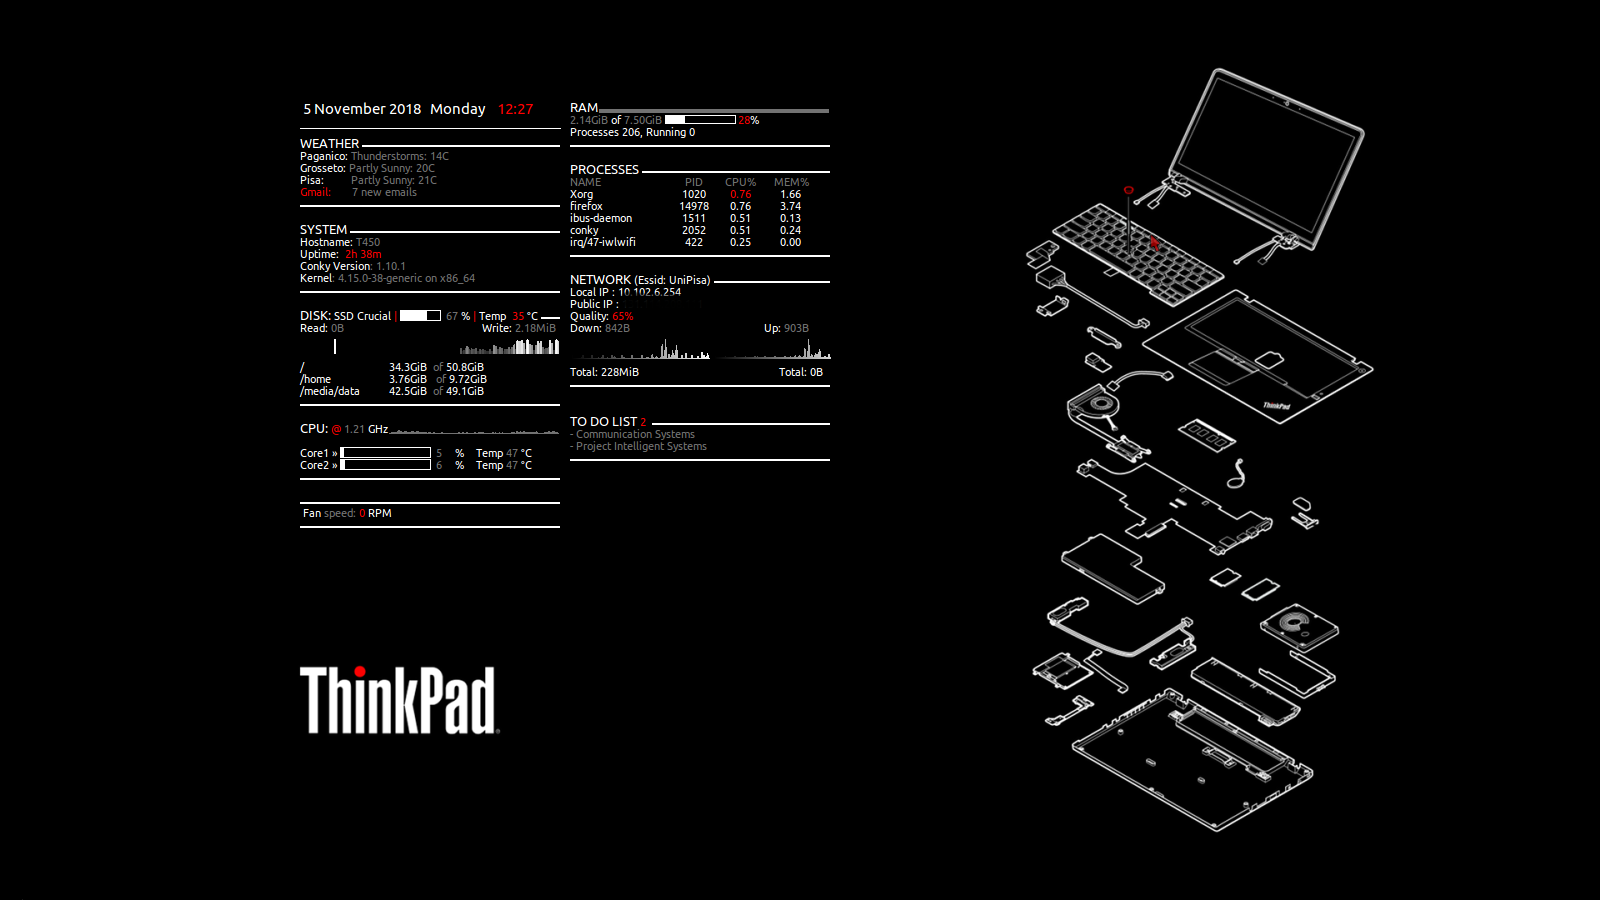 5 November 2018 Monday 12:27
WEATHER
Paganico: Thunderstorms: 14C
Grosseto: Partly Sunny: 20C
Pisa: Partly Sunny: 21C
Gmail: 7 new emails
SYSTEM
Hostname: T450
Uptime: 2h 38m
Conky Version: 1.10.1
Kernel: 4.15.0-38-generic on x86_64
DISK: SSD Crucial | 67 % | Temp 35 °C
Read: 0B Write: 2.18MiB
/ 34.3GiB of 50.8GiB
/home 3.76GiB of 9.72GiB
/media/data 42.5GiB of 49.1GiB
CPU: @ 1.21 GHz
Core1 » 5 % Temp 47 °C
Core2 » 6 % Temp 47 °C
Fan speed: 0 RPM
RAM
2.14GiB of 7.50GiB 28%
Processes 206, Running 0
PROCESSES
NAME PID CPU% MEM%
Xorg 1020 0.76 1.66
firefox 14978 0.76 3.74
ibus-daemon 1511 0.51 0.13
conky 2052 0.51 0.24
irq/47-iwlwifi 422 0.25 0.00
NETWORK (Essid: UniPisa)
Local IP : 10.102.6.254
Public IP :
Quality: 65%
Down: 842B Up: 903B
Total: 228MiB Total: 0B
TO DO LIST 2
- Communication Systems
- Project Intelligent Systems
ThinkPad
ThinkPad